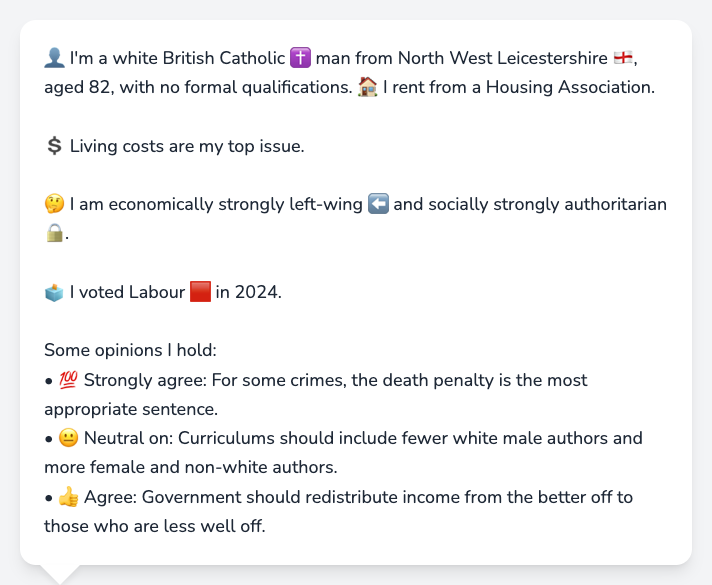 👤 I'm a white British Catholic ✝️ man from North West Leicestershire 🏴󠁧󠁢󠁥󠁮󠁧󠁿,
aged 82, with no formal qualifications. 🏠 I rent from a Housing Association.
💲 Living costs are my top issue.
🤔 I am economically strongly left-wing ⬅️ and socially strongly authoritarian
🔒.
🗳️ I voted Labour 🟥 in 2024.
Some opinions I hold:
• 💯 Strongly agree: For some crimes, the death penalty is the most
appropriate sentence.
• 😐 Neutral on: Curriculums should include fewer white male authors and
more female and non-white authors.
• 👍 Agree: Government should redistribute income from the better off to
those who are less well off.